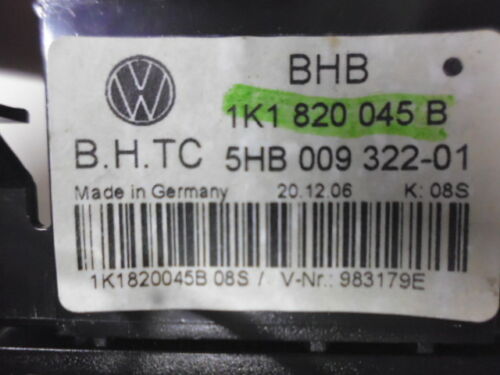 BHB
1K1 820 045 B
B.H.TC 5HB 009 322-01
Made in Germany 20.12.06 K: 08S
1K1820045B 08S / V-Nr.: 983179E